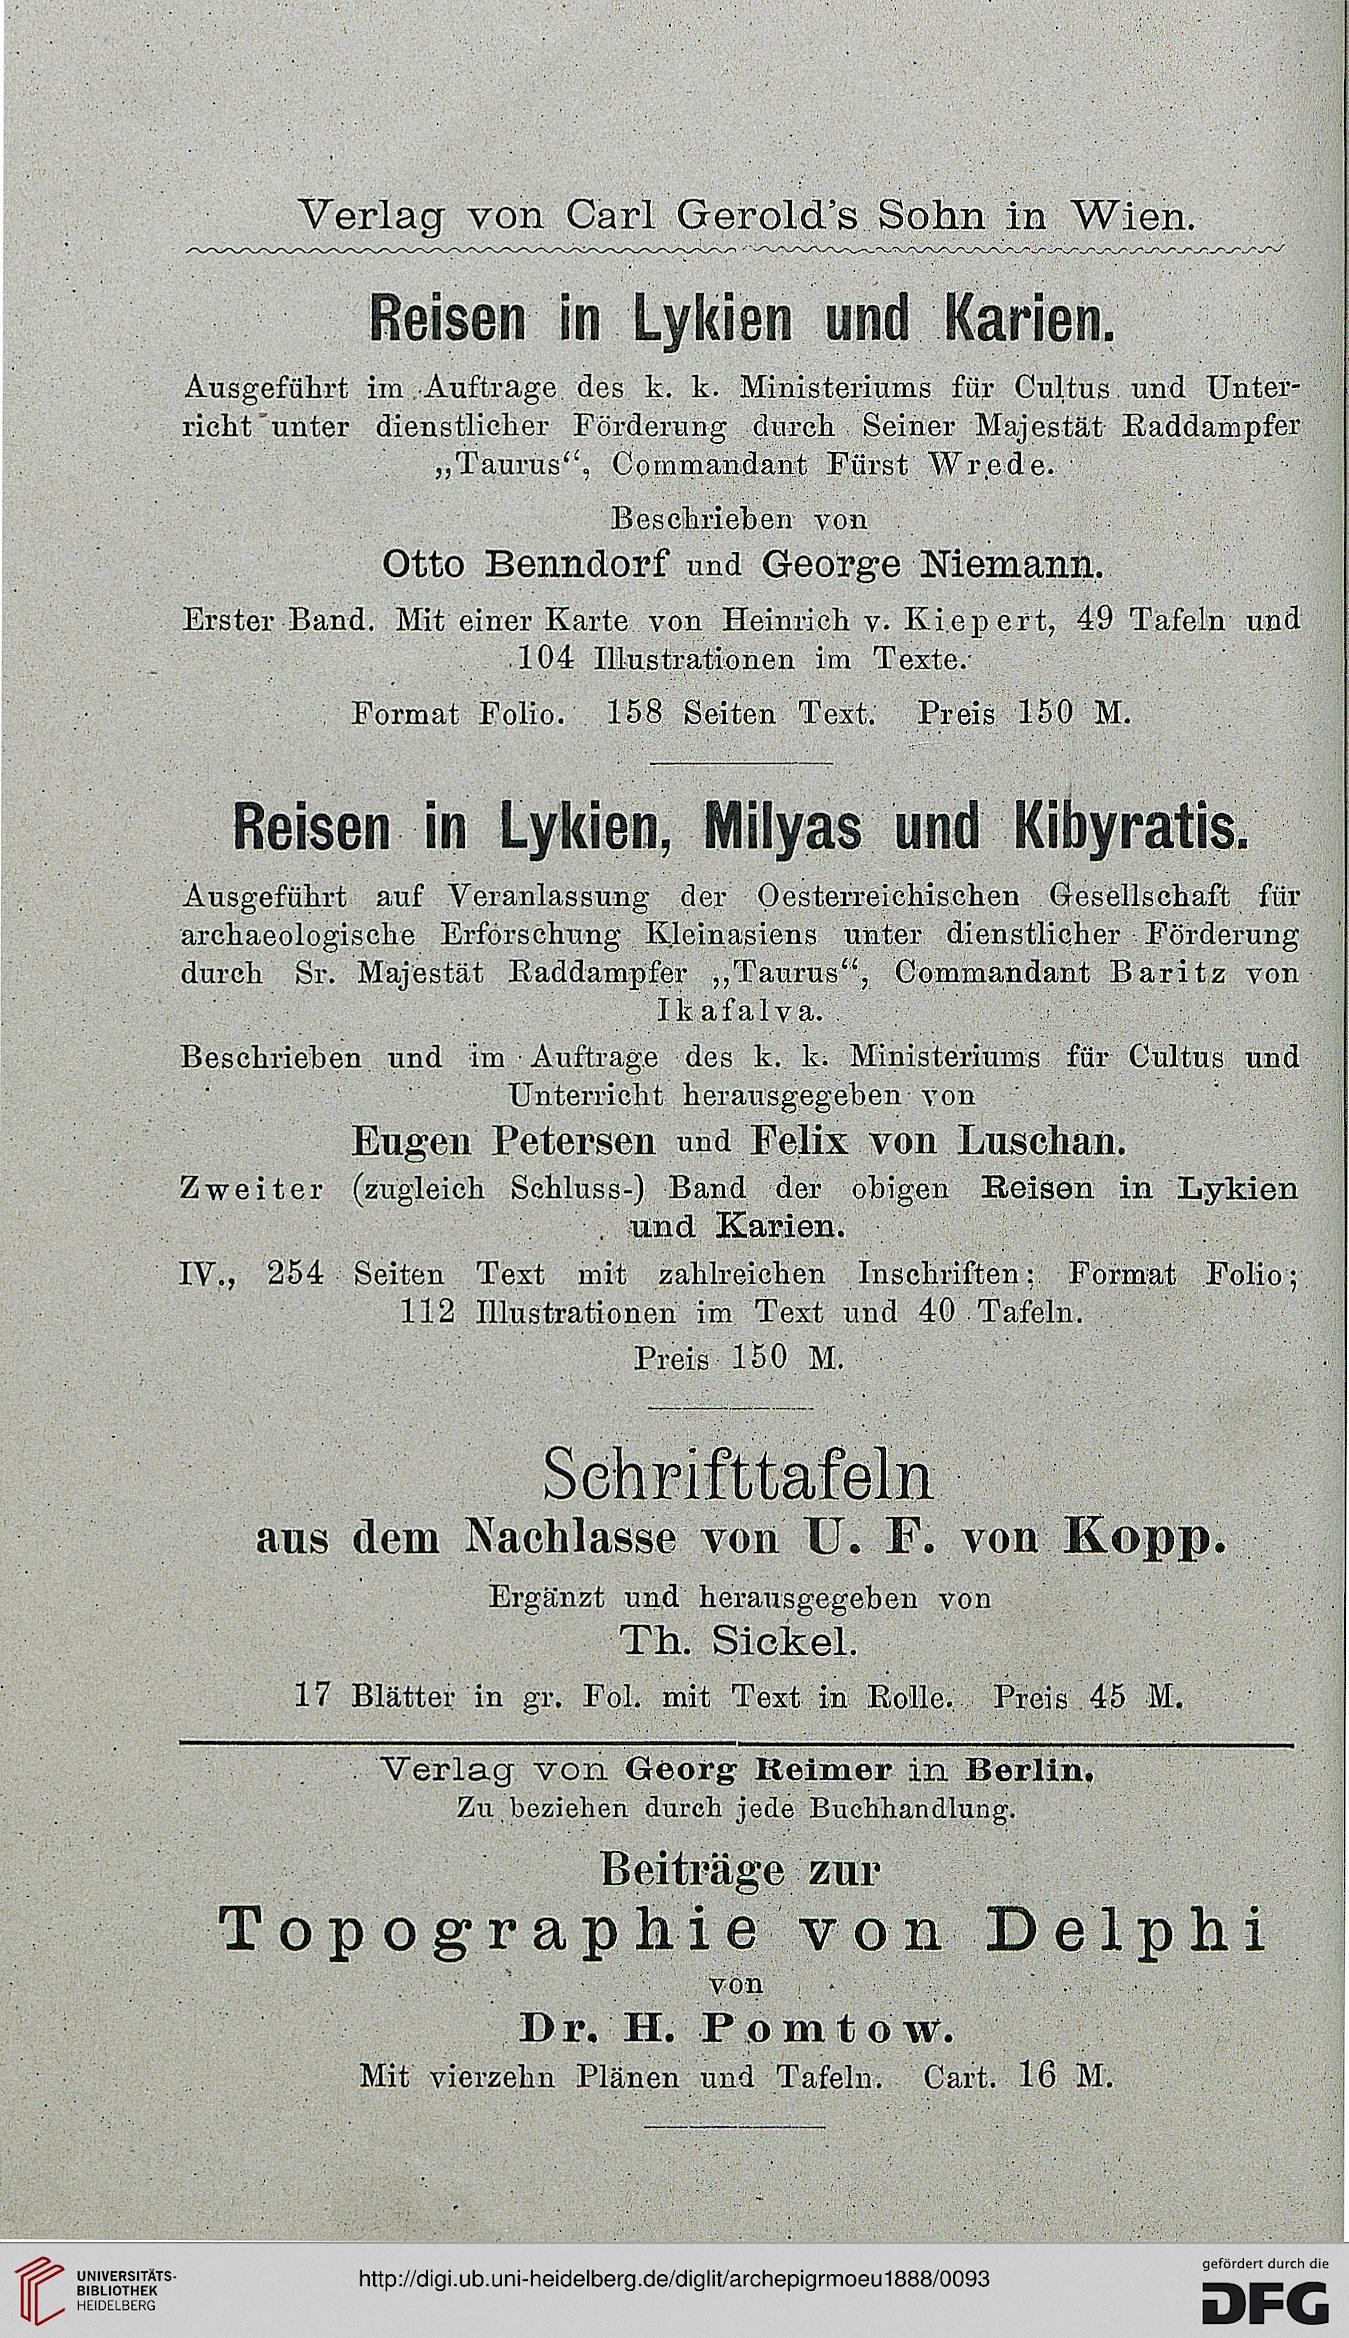 Verlag von Carl Gerold's Sohn in Wien.
Reisen in Lykien und Karien.
Ausgeführt im Auftrage des k. k. Ministeriums für Cultus und Unter-
richt unter dienstlicher Förderung durch Seiner Majestät Raddampfer
„Taurus“, Commandant Fürst Wrede.
Beschrieben von
Otto Benndorf und George Niemann.
Erster Band. Mit einer Karte von Heinrich v. Kiepert, 49 Tafeln und
104 Illustrationen im Texte.
Format Folio. 158 Seiten Text. Preis 150 M.
Reisen in Lykien, Milyas und Kibyratis.
Ausgeführt auf Veranlassung der Oesterreichischen Gesellschaft für
archaeologische Erforschung Kleinasiens unter dienstlicher Förderung
durch Sr. Majestät Raddampfer „Taurus“, Commandant Baritz von
Ikafalva.
Beschrieben und im Auftrage des k. k. Ministeriums für Cultus und
Unterricht herausgegeben von
Eugen Petersen und Felix von Luschan.
Zweiter (zugleich Schluss-) Band der obigen Reisen in Lykien
und Karien.
IV., 254 Seiten Text mit zahlreichen Inschriften; Format Folio;
112 Illustrationen im Text und 40 Tafeln.
Preis 150 M.
Schrifttafeln
aus dem Nachlasse von U. F. von Kopp.
Ergänzt und herausgegeben von
Th. Sickel.
17 Blätter in gr. Fol. mit Text in Rolle. Preis 45 M.
Verlag von Georg Reimer in Berlin.
Zu beziehen durch jede Buchhandlung.
Beiträge zur
Topographie von Delphi
von
Dr. H. Pomtow.
Mit vierzehn Plänen und Tafeln. Cart. 16 M.
UNIVERSITÄTS-
BIBLIOTHEK
HEIDELBERG
http://digi.ub.uni-heidelberg.de/diglit/archepigrmoeu1888/0093
gefördert durch die
DFG